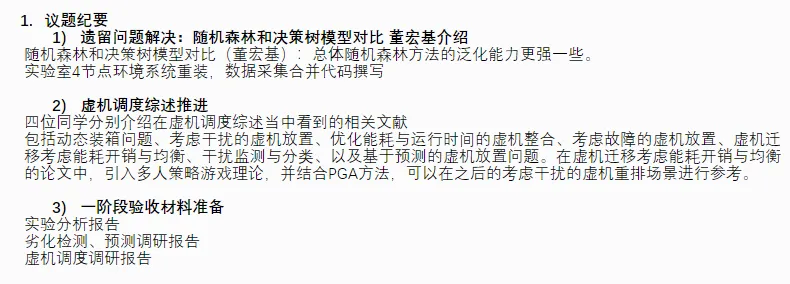 1. 议题纪要
1) 遗留问题解决：随机森林和决策树模型对比 董宏基介绍
随机森林和决策树模型对比（董宏基）：总体随机森林方法的泛化能力更强一些。
实验室4节点环境系统重装，数据采集合并代码撰写
2) 虚机调度综述推进
四位同学分别介绍在虚机调度综述当中看到的相关文献
包括动态装箱问题、考虑干扰的虚机放置、优化能耗与运行时间的虚机整合、考虑故障的虚机放置、虚机迁
移考虑能耗开销与均衡、干扰监测与分类、以及基于预测的虚机放置问题。在虚机迁移考虑能耗开销与均衡
的论文中，引入多人策略游戏理论，并结合PGA方法，可以在之后的考虑干扰的虚机重排场景进行参考。
3) 一阶段验收材料准备
实验分析报告
劣化检测、预测调研报告
虚机调度调研报告